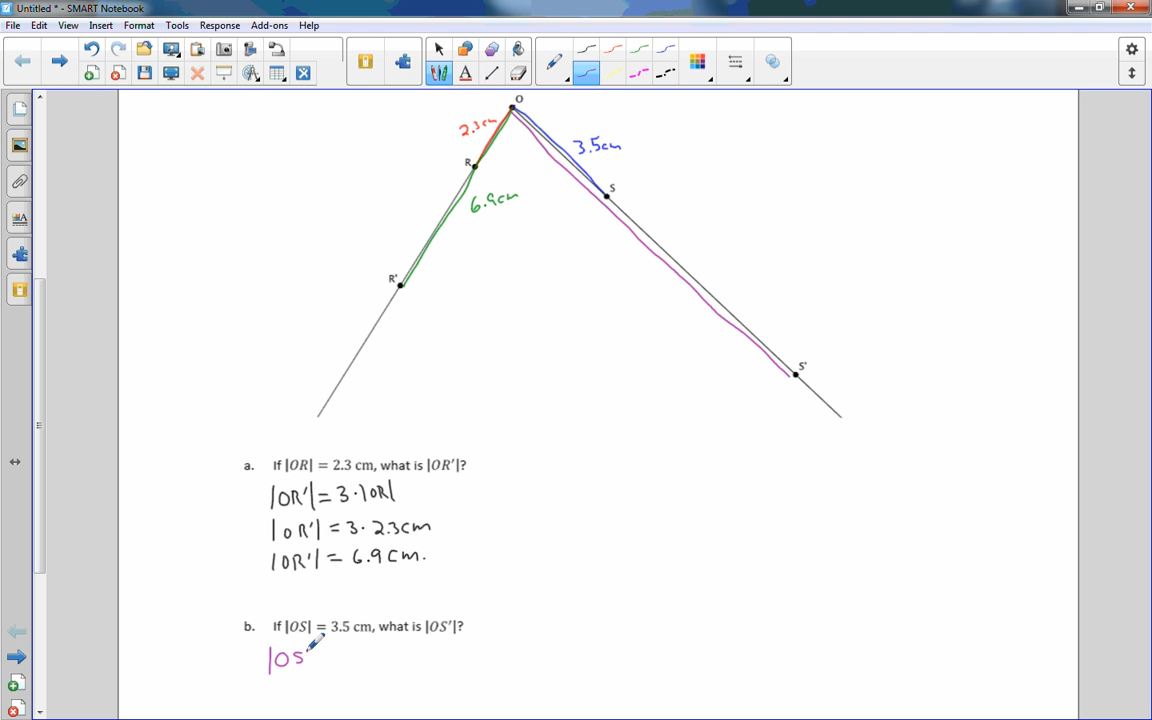 Untitled * - SMART Notebook
File Edit View Insert Format Tools Response Add-ons Help
O
2.3cm
3.5cm
R
S
6.9cm
R'
S'
a. If |OR| = 2.3 cm, what is |OR′|?
|OR'| = 3·|OR|
|OR'| = 3· 2.3cm
|OR'| = 6.9 cm.
b. If |OS| = 3.5 cm, what is |OS′|?
|OS'